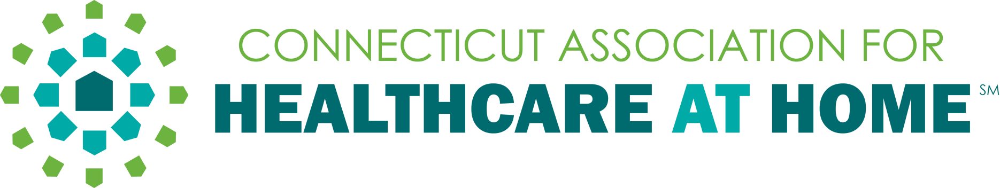 CONNECTICUT ASSOCIATION FOR
HEALTHCARE AT HOME SM